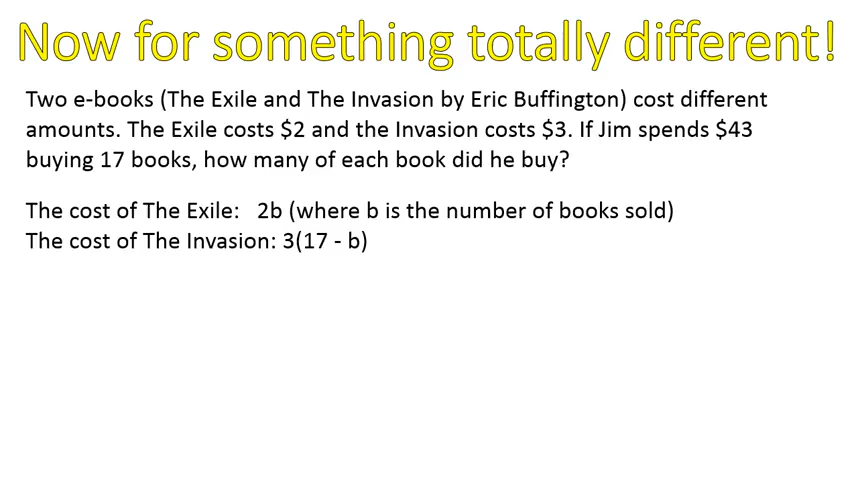 Now for something totally different!
Two e-books (The Exile and The Invasion by Eric Buffington) cost different
amounts. The Exile costs $2 and the Invasion costs $3. If Jim spends $43
buying 17 books, how many of each book did he buy?
The cost of The Exile:   2b (where b is the number of books sold)
The cost of The Invasion: 3(17 - b)